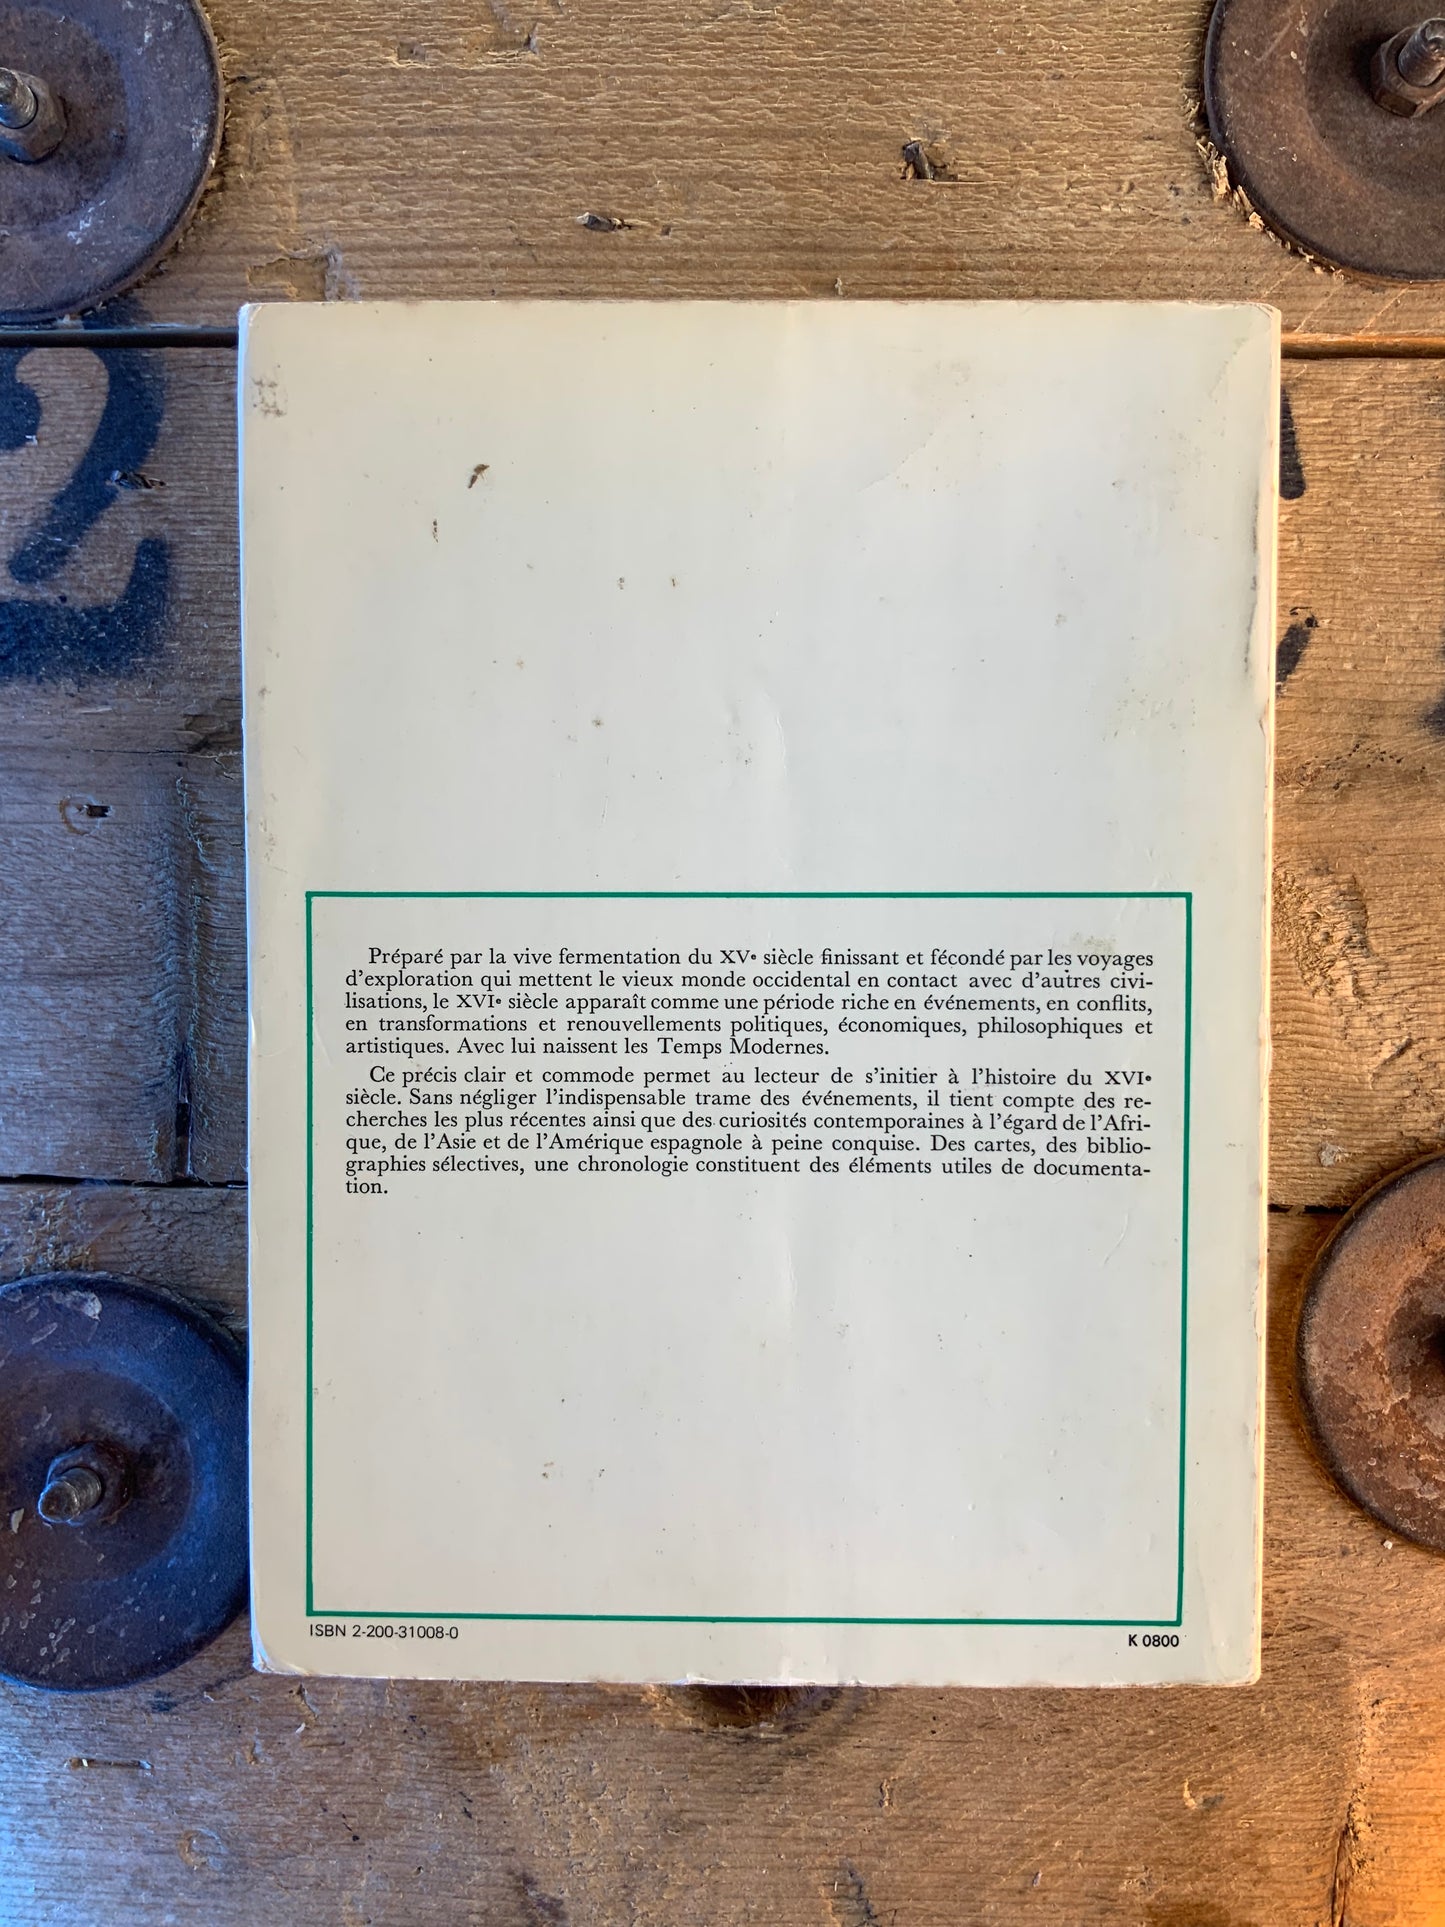 2
Préparé par la vive fermentation du XVe siècle finissant et fécondé par les voyages
d'exploration qui mettent le vieux monde occidental en contact avec d'autres civi-
lisations, le XVIe siècle apparaît comme une période riche en événements, en conflits,
en transformations et renouvellements politiques, économiques, philosophiques et
artistiques. Avec lui naissent les Temps Modernes.
Ce précis clair et commode permet au lecteur de s'initier à l'histoire du XVIe
siècle. Sans négliger l'indispensable trame des événements, il tient compte des re-
cherches les plus récentes ainsi que des curiosités contemporaines à l'égard de l'Afri-
que, de l'Asie et de l'Amérique espagnole à peine conquise. Des cartes, des biblio-
graphies sélectives, une chronologie constituent des éléments utiles de documenta-
tion.
ISBN 2-200-31008-0
K 0800